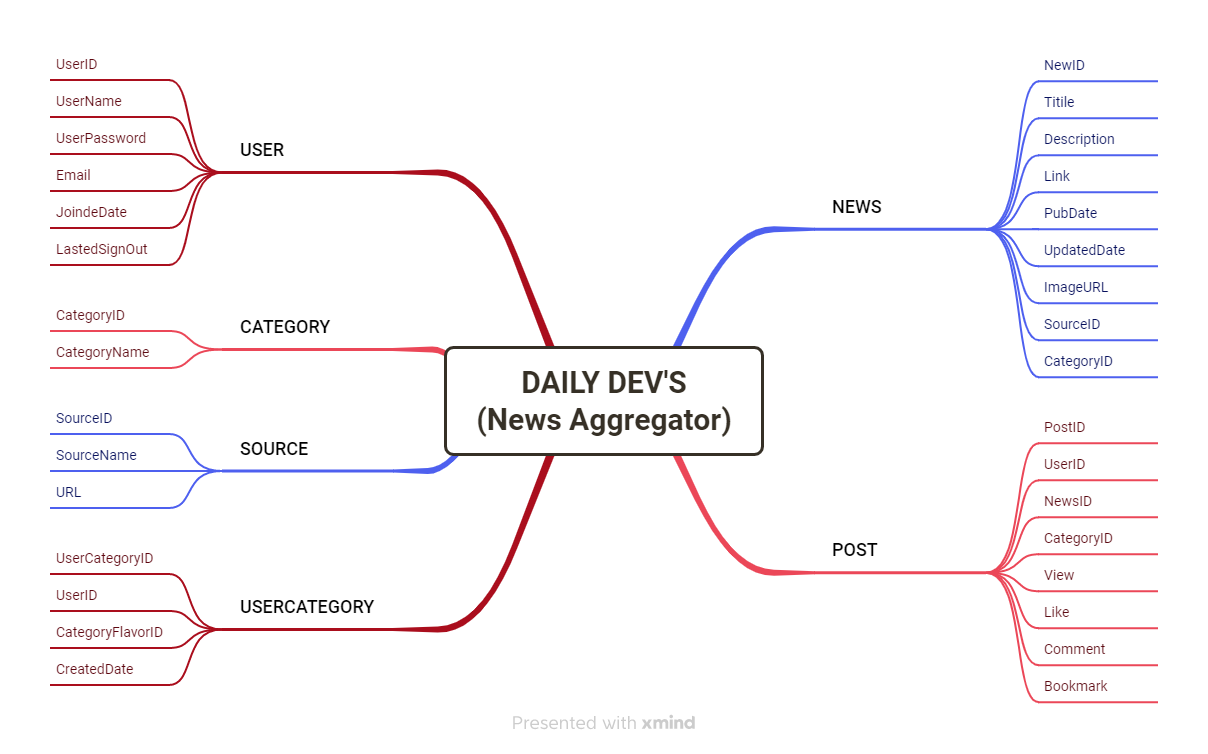 DAILY DEV'S
(News Aggregator)
USER
UserID
UserName
UserPassword
Email
JoindeDate
LastedSignOut
CATEGORY
CategoryID
CategoryName
SOURCE
SourceID
SourceName
URL
USERCATEGORY
UserCategoryID
UserID
CategoryFlavorID
CreatedDate
NEWS
NewID
Titile
Description
Link
PubDate
UpdatedDate
ImageURL
SourceID
CategoryID
POST
PostID
UserID
NewsID
CategoryID
View
Like
Comment
Bookmark
Presented with xmind